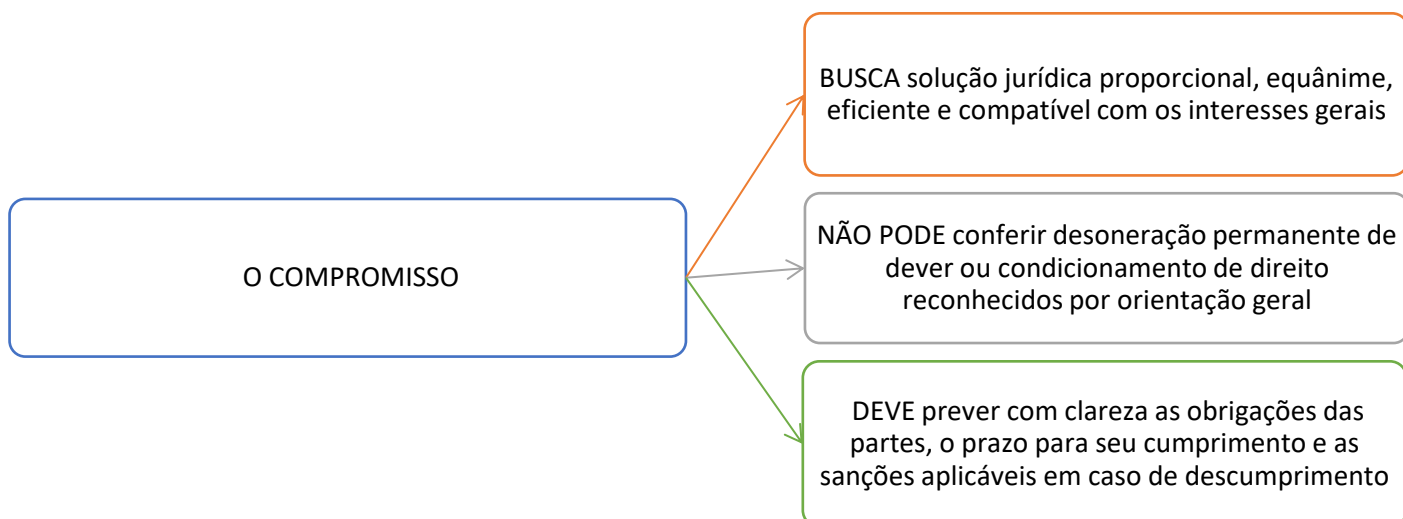 O COMPROMISSO
BUSCA solução jurídica proporcional, equânime,
eficiente e compatível com os interesses gerais
NÃO PODE conferir desoneração permanente de
dever ou condicionamento de direito
reconhecidos por orientação geral
DEVE prever com clareza as obrigações das
partes, o prazo para seu cumprimento e as
sanções aplicáveis em caso de descumprimento